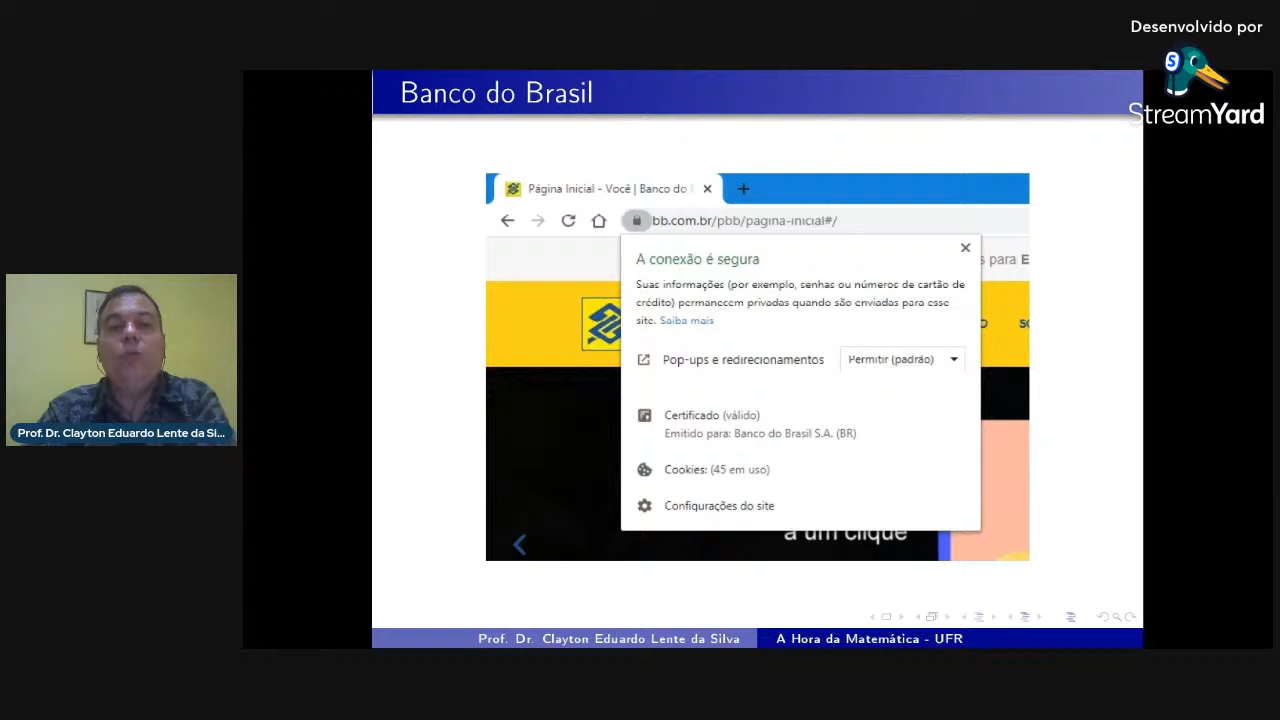 Desenvolvido por
StreamYard
Banco do Brasil
Página Inicial - Você | Banco do
bb.com.br/pbb/pagina-inicial#/
A conexão é segura
s para E
Suas informações (por exemplo, senhas ou números de cartão de
crédito) permanecem privadas quando são enviadas para esse
site. Saiba mais
Pop-ups e redirecionamentos
Permitir (padrão)
Certificado (válido)
Emitido para: Banco do Brasil S.A. (BR)
Cookies: (45 em uso)
Configurações do site
a um clique
Prof. Dr. Clayton Eduardo Lente da Si...
Prof. Dr. Clayton Eduardo Lente da Silva
A Hora da Matemática - UFR